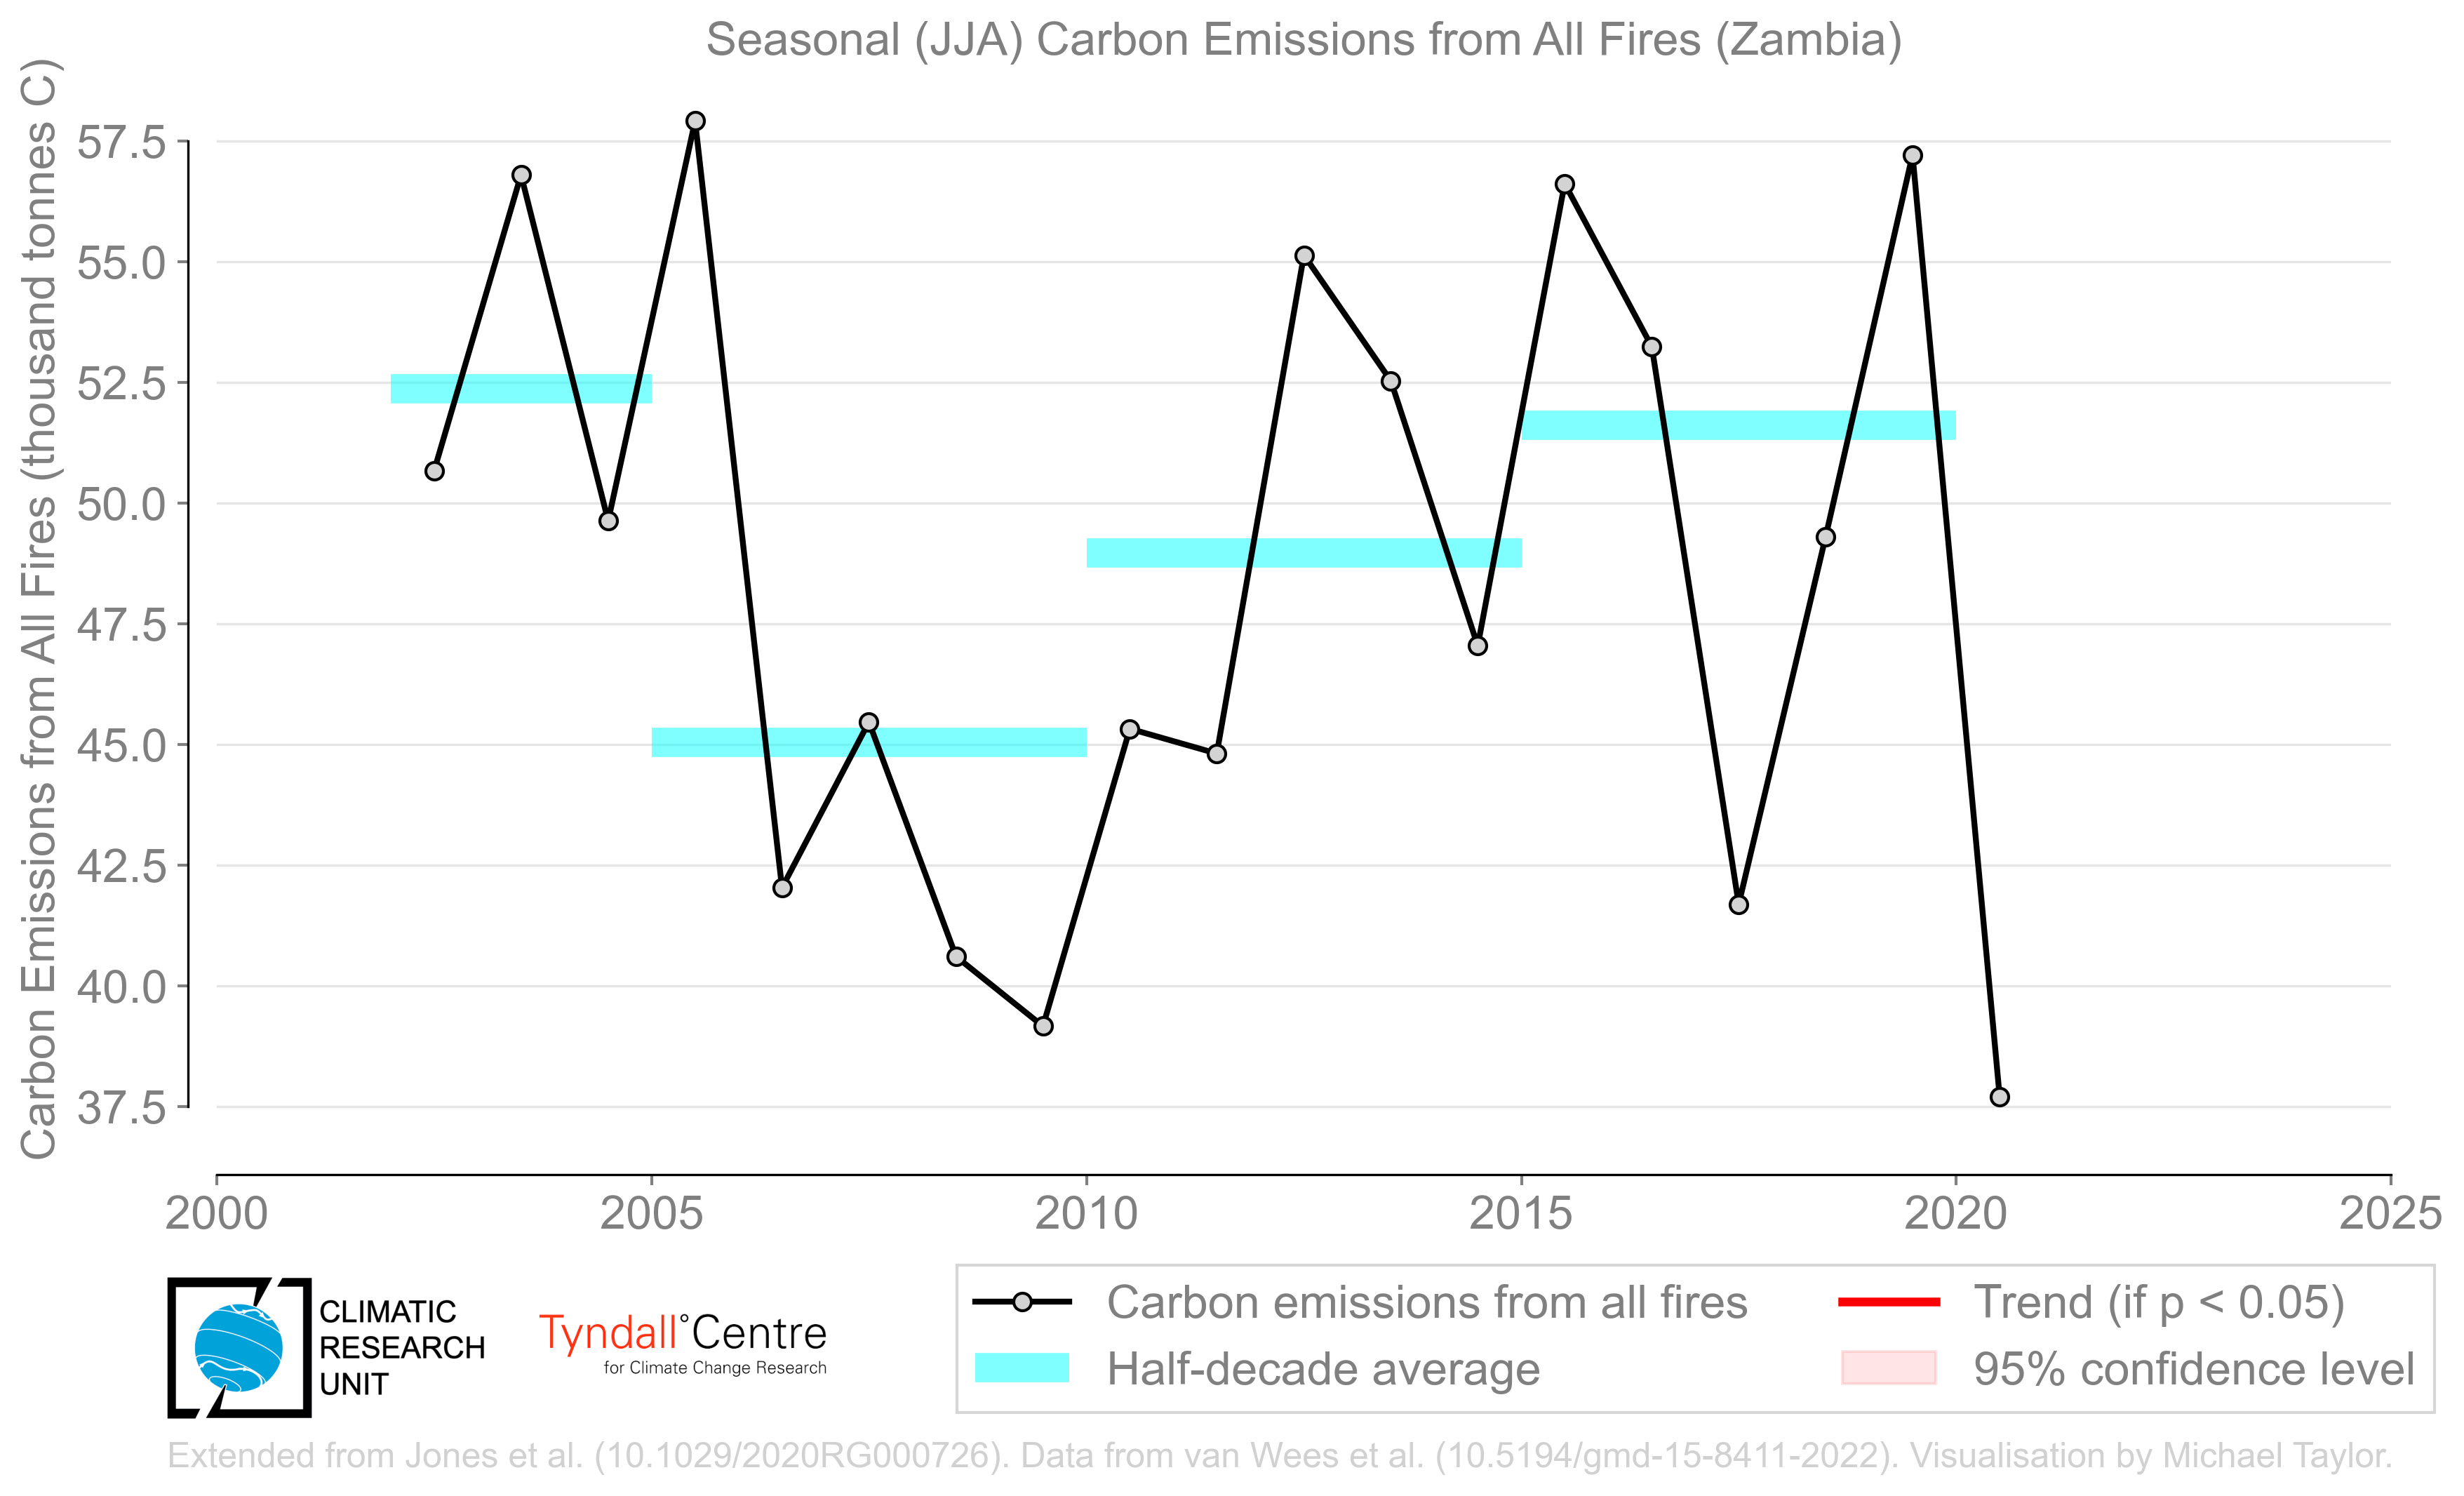 Seasonal (JJA) Carbon Emissions from All Fires (Zambia)
Carbon Emissions from All Fires (thousand tonnes C)
57.5
55.0
52.5
50.0
47.5
45.0
42.5
40.0
37.5
2000 2005 2010 2015 2020 2025
CLIMATIC
RESEARCH
UNIT
Tyndall°Centre
for Climate Change Research
Carbon emissions from all fires
Half-decade average
Trend (if p < 0.05)
95% confidence level
Extended from Jones et al. (10.1029/2020RG000726). Data from van Wees et al. (10.5194/gmd-15-8411-2022). Visualisation by Michael Taylor.